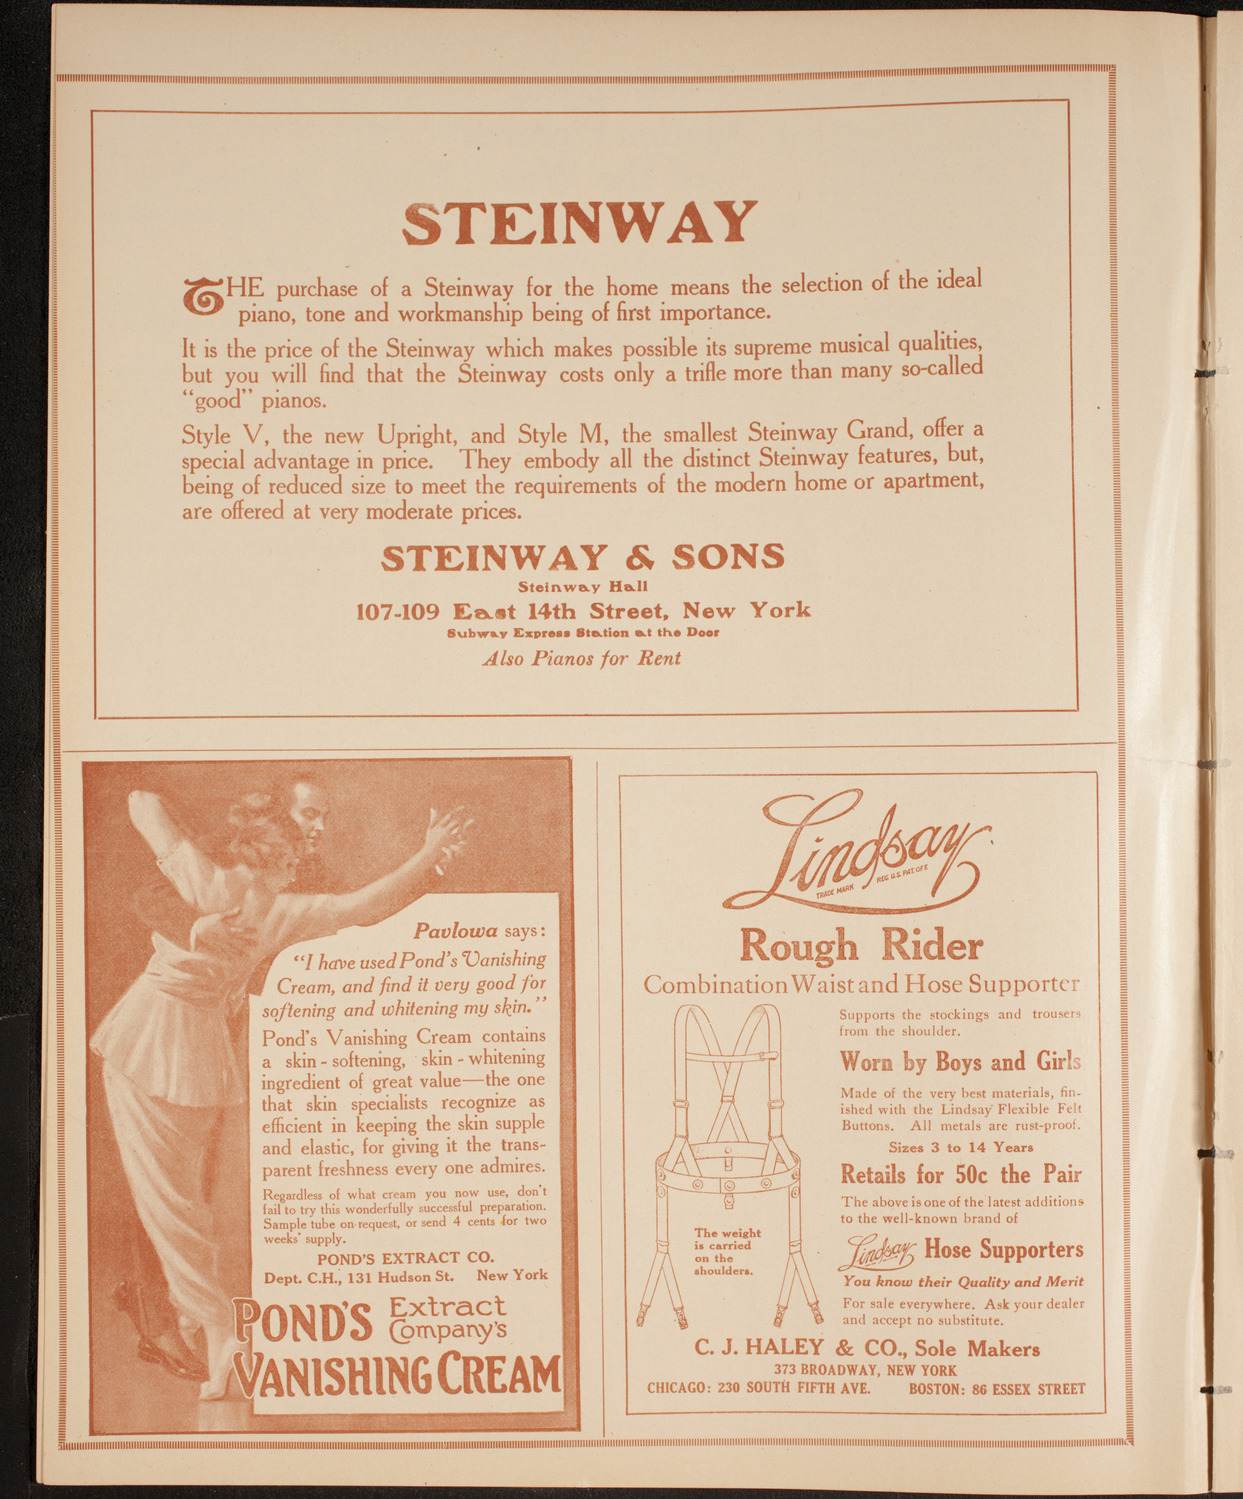 STEINWAY
THE purchase of a Steinway for the home means the selection of the ideal
piano, tone and workmanship being of first importance.
It is the price of the Steinway which makes possible its supreme musical qualities,
but you will find that the Steinway costs only a trifle more than many so-called
"good" pianos.
Style V, the new Upright, and Style M, the smallest Steinway Grand, offer a
special advantage in price. They embody all the distinct Steinway features, but,
being of reduced size to meet the requirements of the modern home or apartment,
are offered at very moderate prices.
STEINWAY & SONS
Steinway Hall
107-109 East 14th Street, New York
Subway Express Station at the Door
Also Pianos for Rent
Pavlowa says:
"I have used Pond's Vanishing
Cream, and find it very good for
softening and whitening my skin."
Pond's Vanishing Cream contains
a skin-softening, skin-whitening
ingredient of great value—the one
that skin specialists recognize as
efficient in keeping the skin supple
and elastic, for giving it the trans-
parent freshness every one admires.
Regardless of what cream you now use, don't
fail to try this wonderfully successful preparation.
Sample tube on request, or send 4 cents for two
weeks' supply.
POND'S EXTRACT CO.
Dept. C.H., 131 Hudson St. New York
POND'S Extract Company's
VANISHING CREAM
Lindsay
TRADE MARK REG. U.S. PAT. OFF.
Rough Rider
Combination Waist and Hose Supporter
Supports the stockings and trousers
from the shoulder.
Worn by Boys and Girls
Made of the very best materials, fin-
ished with the Lindsay Flexible Felt
Buttons. All metals are rust-proof.
Sizes 3 to 14 Years
Retails for 50c the Pair
The above is one of the latest additions
to the well-known brand of
Lindsay Hose Supporters
You know their Quality and Merit
For sale everywhere. Ask your dealer
and accept no substitute.
The weight
is carried
on the
shoulders.
C. J. HALEY & CO., Sole Makers
373 BROADWAY, NEW YORK
CHICAGO: 230 SOUTH FIFTH AVE. BOSTON: 86 ESSEX STREET